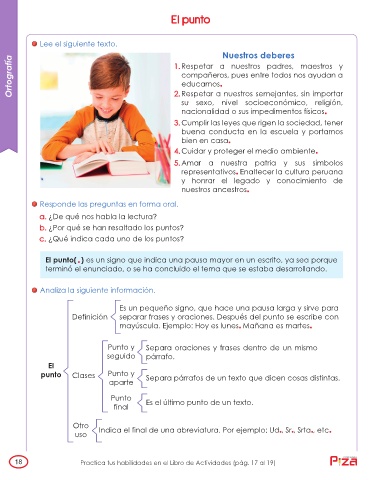 El punto
Ortografía
Lee el siguiente texto.
Nuestros deberes
1. Respetar a nuestros padres, maestros y
compañeros, pues entre todos nos ayudan a
educarnos.
2. Respetar a nuestros semejantes, sin importar
su sexo, nivel socioeconómico, religión,
nacionalidad o sus impedimentos físicos.
3. Cumplir las leyes que rigen la sociedad, tener
buena conducta en la escuela y portarnos
bien en casa.
4. Cuidar y proteger el medio ambiente.
5. Amar a nuestra patria y sus símbolos
representativos. Enaltecer la cultura peruana
y honrar el legado y conocimiento de
nuestros ancestros.
Responde las preguntas en forma oral.
a. ¿De qué nos habla la lectura?
b. ¿Por qué se han resaltado los puntos?
c. ¿Qué indica cada uno de los puntos?
El punto( . ) es un signo que indica una pausa mayor en un escrito, ya sea porque
terminó el enunciado, o se ha concluido el tema que se estaba desarrollando.
Analiza la siguiente información.
El
punto
Definición
Es un pequeño signo, que hace una pausa larga y sirve para
separar frases y oraciones. Después del punto se escribe con
mayúscula. Ejemplo: Hoy es lunes. Mañana es martes.
Clases
Punto y
seguido
Separa oraciones y frases dentro de un mismo
párrafo.
Punto y
aparte
Separa párrafos de un texto que dicen cosas distintas.
Punto
final
Es el último punto de un texto.
Otro
uso
Indica el final de una abreviatura. Por ejemplo: Ud., Sr., Srta., etc.
18
Practica tus habilidades en el Libro de Actividades (pág. 17 al 19)
Piza